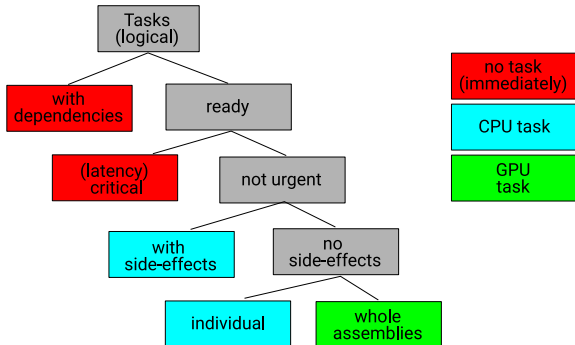 Tasks
(logical)
with
dependencies
ready
(latency)
critical
not urgent
with
side-effects
no
side-effects
individual
whole
assemblies
no task
(immediately)
CPU task
GPU
task